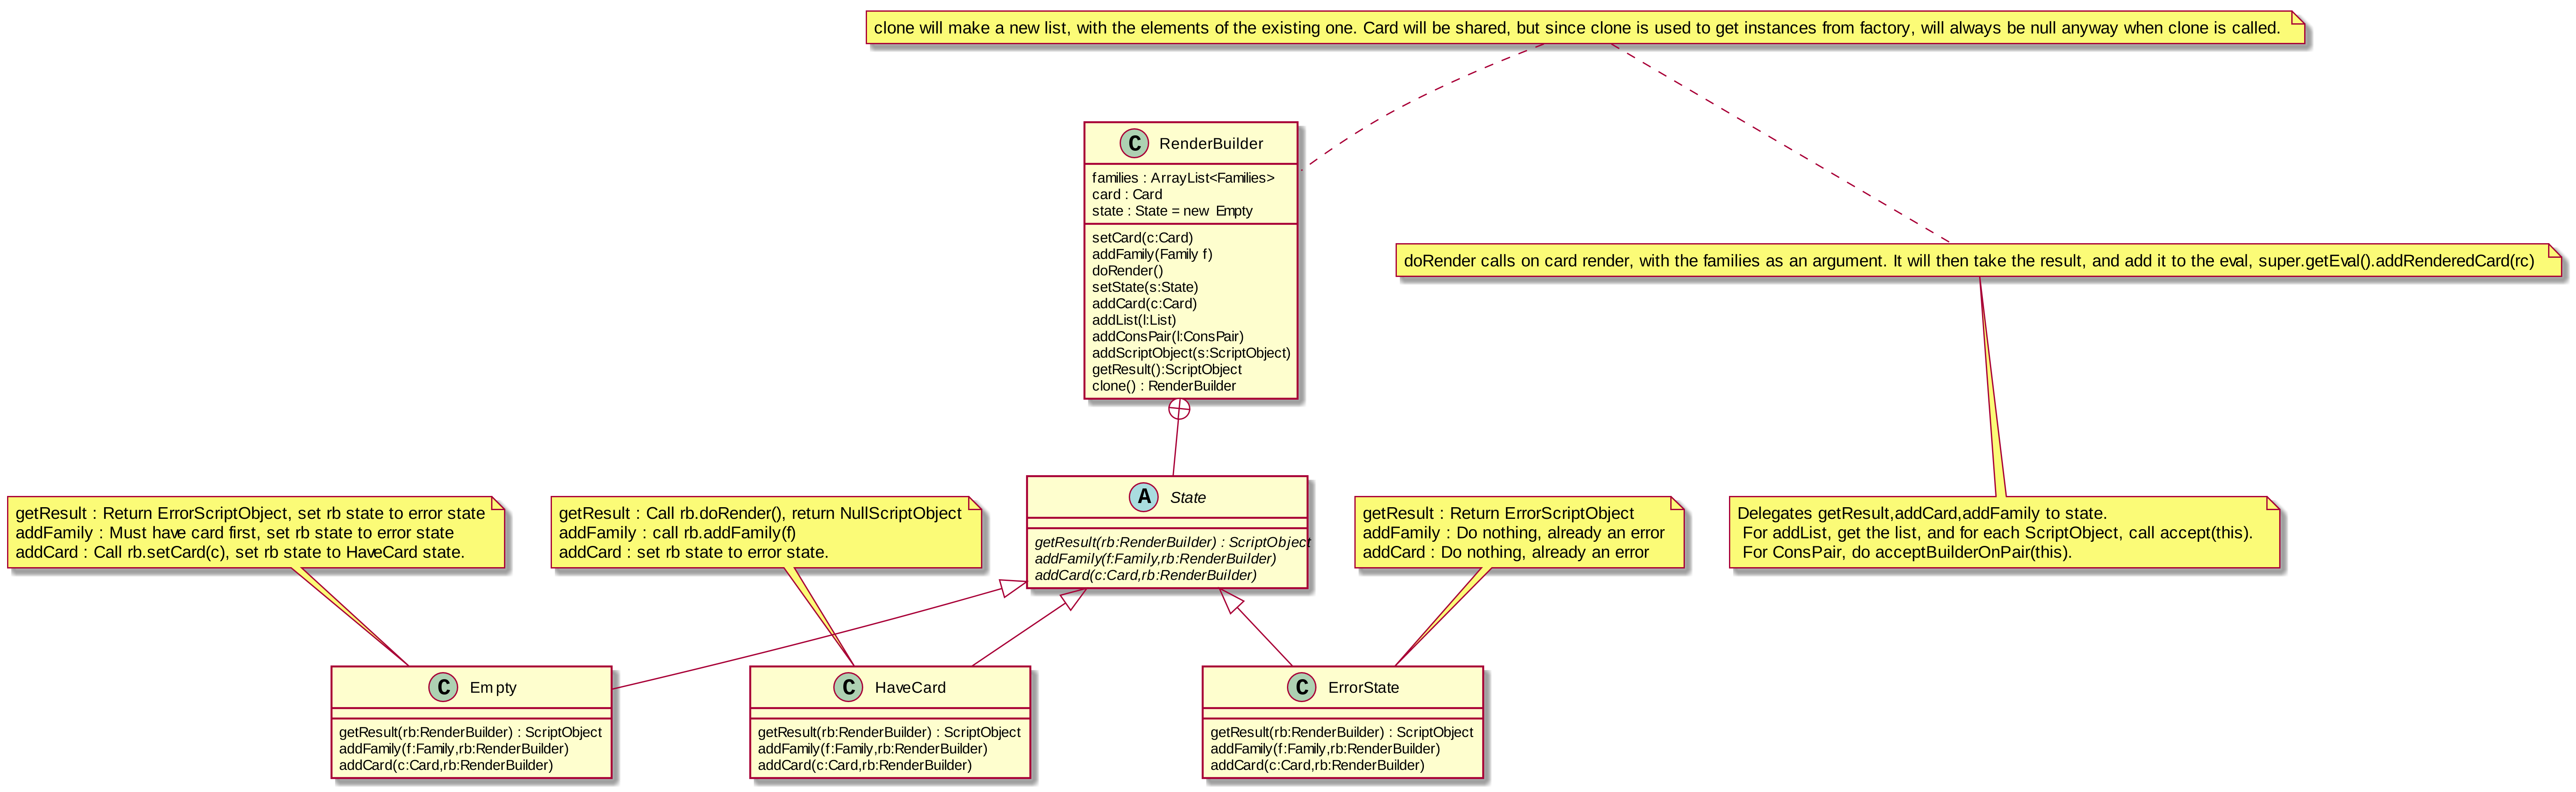 clone will make a new list, with the elements of the existing one. Card will be shared, but since clone is used to get instances from factory, will always be null anyway when clone is called.
C RenderBuilder
families : ArrayList<Families>
card : Card
state : State = new Empty
setCard(c:Card)
addFamily(Family f)
doRender()
setState(s:State)
addCard(c:Card)
addList(l:List)
addConsPair(l:ConsPair)
addScriptObject(s:ScriptObject)
getResult():ScriptObject
clone() : RenderBuilder
doRender calls on card render, with the families as an argument. It will then take the result, and add it to the eval, super.getEval().addRenderedCard(rc)
getResult : Return ErrorScriptObject, set rb state to error state
addFamily : Must have card first, set rb state to error state
addCard : Call rb.setCard(c), set rb state to HaveCard state.
getResult : Call rb.doRender(), return NullScriptObject
addFamily : call rb.addFamily(f)
addCard : set rb state to error state.
A State
getResult(rb:RenderBuilder) : ScriptObject
addFamily(f:Family,rb:RenderBuilder)
addCard(c:Card,rb:RenderBuilder)
getResult : Return ErrorScriptObject
addFamily : Do nothing, already an error
addCard : Do nothing, already an error
Delegates getResult,addCard,addFamily to state.
For addList, get the list, and for each ScriptObject, call accept(this).
For ConsPair, do acceptBuilderOnPair(this).
C Empty
getResult(rb:RenderBuilder) : ScriptObject
addFamily(f:Family,rb:RenderBuilder)
addCard(c:Card,rb:RenderBuilder)
C HaveCard
getResult(rb:RenderBuilder) : ScriptObject
addFamily(f:Family,rb:RenderBuilder)
addCard(c:Card,rb:RenderBuilder)
C ErrorState
getResult(rb:RenderBuilder) : ScriptObject
addFamily(f:Family,rb:RenderBuilder)
addCard(c:Card,rb:RenderBuilder)